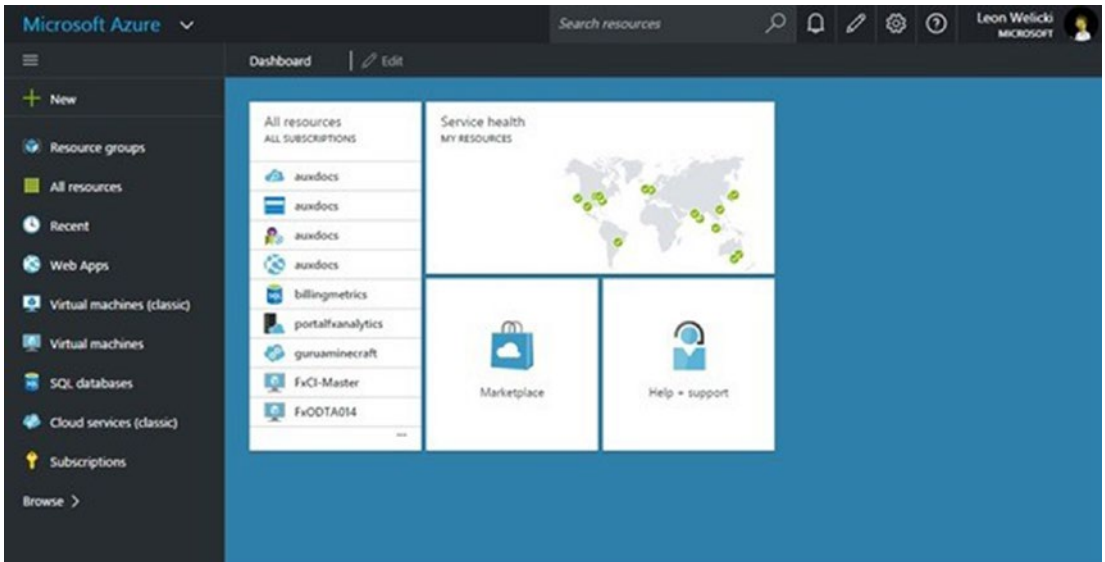 Microsoft Azure
Search resources
Leon Welicki
MICROSOFT
Dashboard
Edit
New
Resource groups
All resources
Recent
Web Apps
Virtual machines (classic)
Virtual machines
SQL databases
Cloud services (classic)
Subscriptions
Browse >
All resources
ALL SUBSCRIPTIONS
auxdocs
auxdocs
auxdocs
auxdocs
billingmetrics
portalfxanalytics
guruaminecraft
FxCI-Master
FxODTA014
...
Service health
MY RESOURCES
Marketplace
Help + support